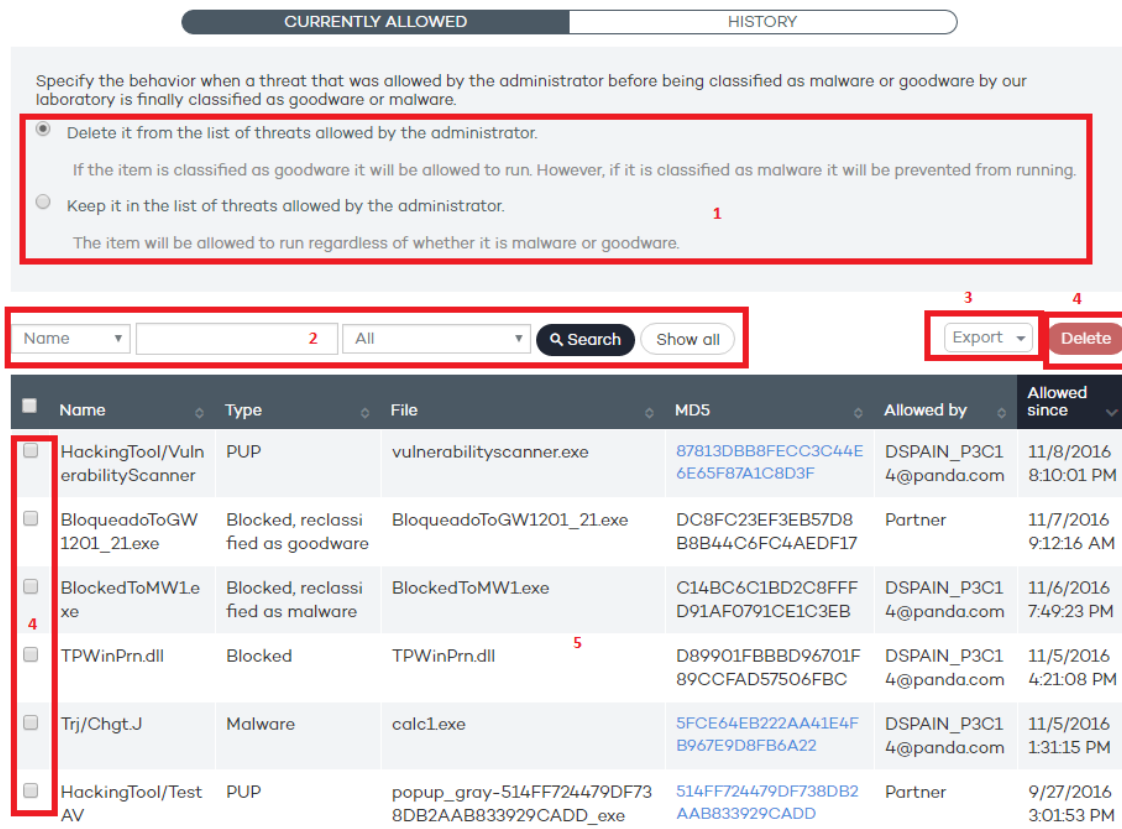 CURRENTLY ALLOWED HISTORY
Specify the behavior when a threat that was allowed by the administrator before being classified as malware or goodware by our
laboratory is finally classified as goodware or malware.
Delete it from the list of threats allowed by the administrator.
If the item is classified as goodware it will be allowed to run. However, if it is classified as malware it will be prevented from running.
Keep it in the list of threats allowed by the administrator.
1
The item will be allowed to run regardless of whether it is malware or goodware.
3 4
Name 2 All Search Show all Export Delete
Name Type File MD5 Allowed by Allowed
since
HackingTool/Vuln PUP vulnerabilityscanner.exe 87813DBB8FECC3C44E DSPAIN_P3C1 11/8/2016
erabilityScanner 6E65F87A1C8D3F 4@panda.com 8:10:01 PM
BloqueadoToGW Blocked, reclassi BloqueadoToGW1201_21.exe DC8FC23EF3EB57D8 Partner 11/7/2016
1201_21.exe fied as goodware B8B44C6FC4AEDF17 9:12:16 AM
BlockedToMW1.e Blocked, reclassi BlockedToMW1.exe C14BC6C1BD2C8FFF DSPAIN_P3C1 11/6/2016
xe fied as malware D91AF0791CE1C3EB 4@panda.com 7:49:23 PM
4 5
TPWinPrn.dll Blocked TPWinPrn.dll D89901FBBBD96701F DSPAIN_P3C1 11/5/2016
89CCFAD57506FBC 4@panda.com 4:21:08 PM
Trj/Chgt.J Malware calc1.exe 5FCE64EB222AA41E4F DSPAIN_P3C1 11/5/2016
B967E9D8FB6A22 4@panda.com 1:31:15 PM
HackingTool/Test PUP popup_gray-514FF724479DF73 514FF724479DF738DB2 Partner 9/27/2016
AV 8DB2AAB833929CADD_exe AAB833929CADD 3:01:53 PM